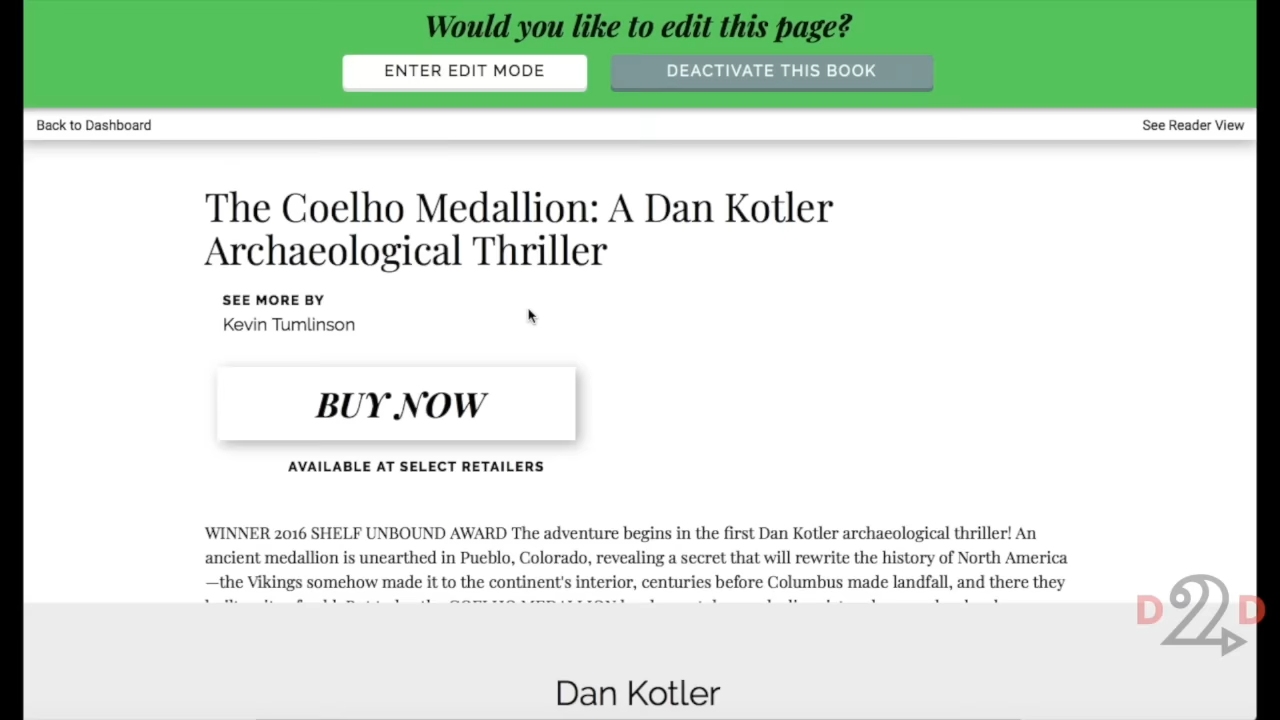 Would you like to edit this page?
ENTER EDIT MODE DEACTIVATE THIS BOOK
Back to Dashboard See Reader View
The Coelho Medallion: A Dan Kotler
Archaeological Thriller
SEE MORE BY
Kevin Tumlinson
BUY NOW
AVAILABLE AT SELECT RETAILERS
WINNER 2016 SHELF UNBOUND AWARD The adventure begins in the first Dan Kotler archaeological thriller! An
ancient medallion is unearthed in Pueblo, Colorado, revealing a secret that will rewrite the history of North America
—the Vikings somehow made it to the continent's interior, centuries before Columbus made landfall, and there they
D2D
Dan Kotler